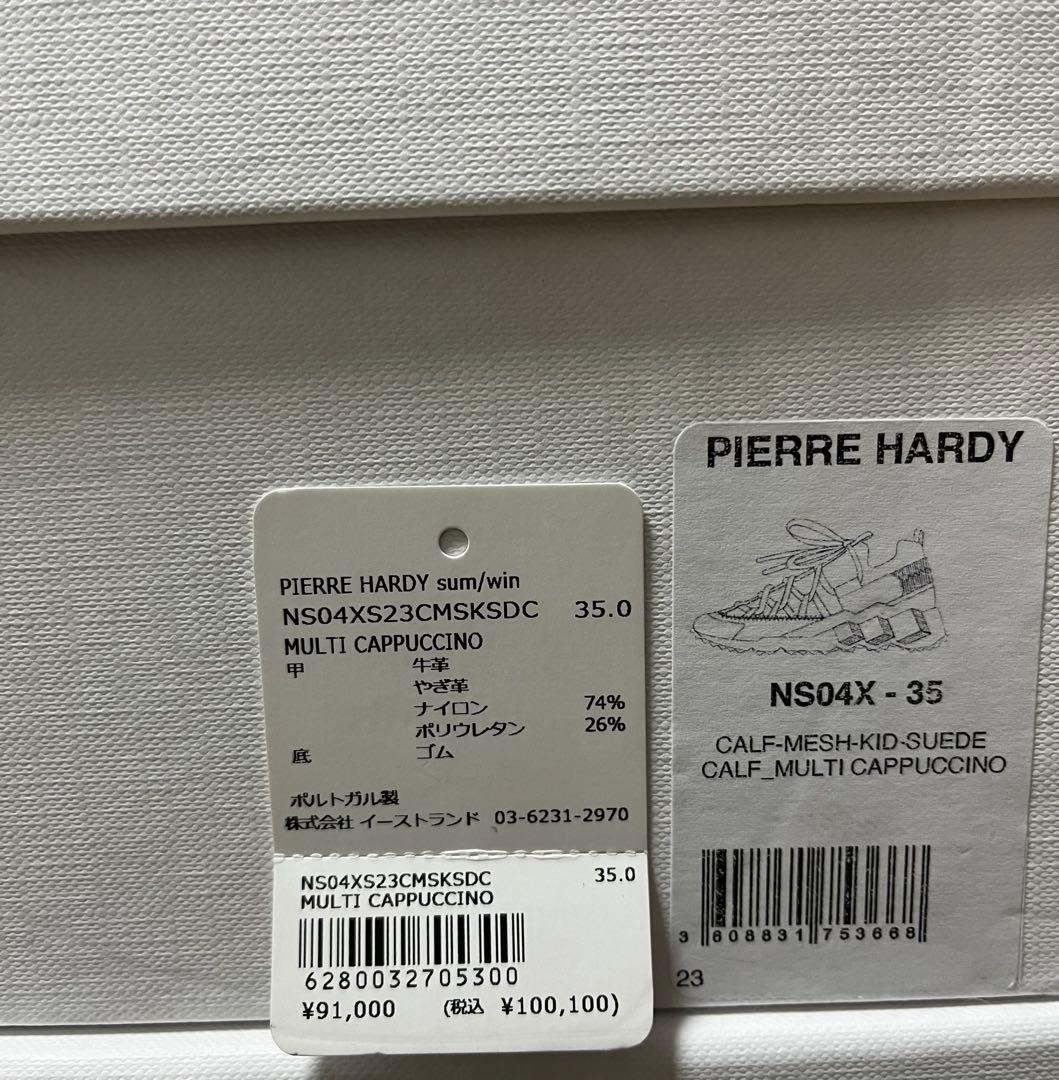 PIERRE HARDY sum/win
NS04XS23CMSKSDC 35.0
MULTI CAPPUCCINO
甲 牛革
やぎ革
ナイロン 74%
ポリウレタン 26%
底 ゴム
ポルトガル製
株式会社 イーストランド 03-6231-2970
NS04XS23CMSKSDC 35.0
MULTI CAPPUCCINO
6280032705300
¥91,000 (税込 ¥100,100)
PIERRE HARDY
NS04X - 35
CALF-MESH-KID-SUEDE
CALF_MULTI CAPPUCCINO
3 608831 753668
23